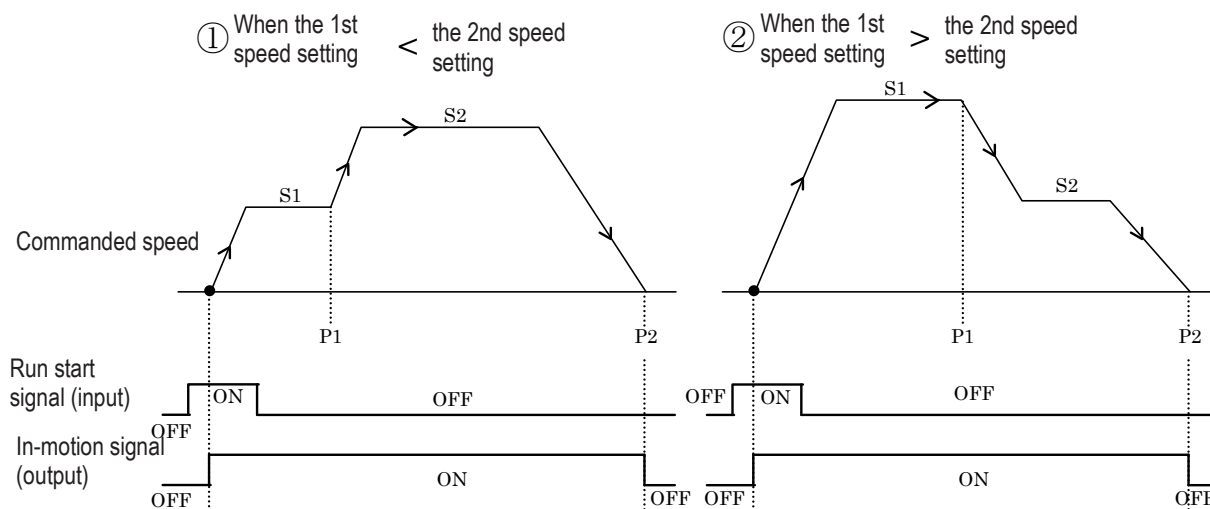 ① When the 1st speed setting < the 2nd speed setting
② When the 1st speed setting > the 2nd speed setting
S1
S2
S1
S2
Commanded speed
P1
P2
P1
P2
Run start
signal (input)
OFF
ON
OFF
OFF
ON
OFF
In-motion signal
(output)
OFF
ON
OFF
OFF
ON
OFF